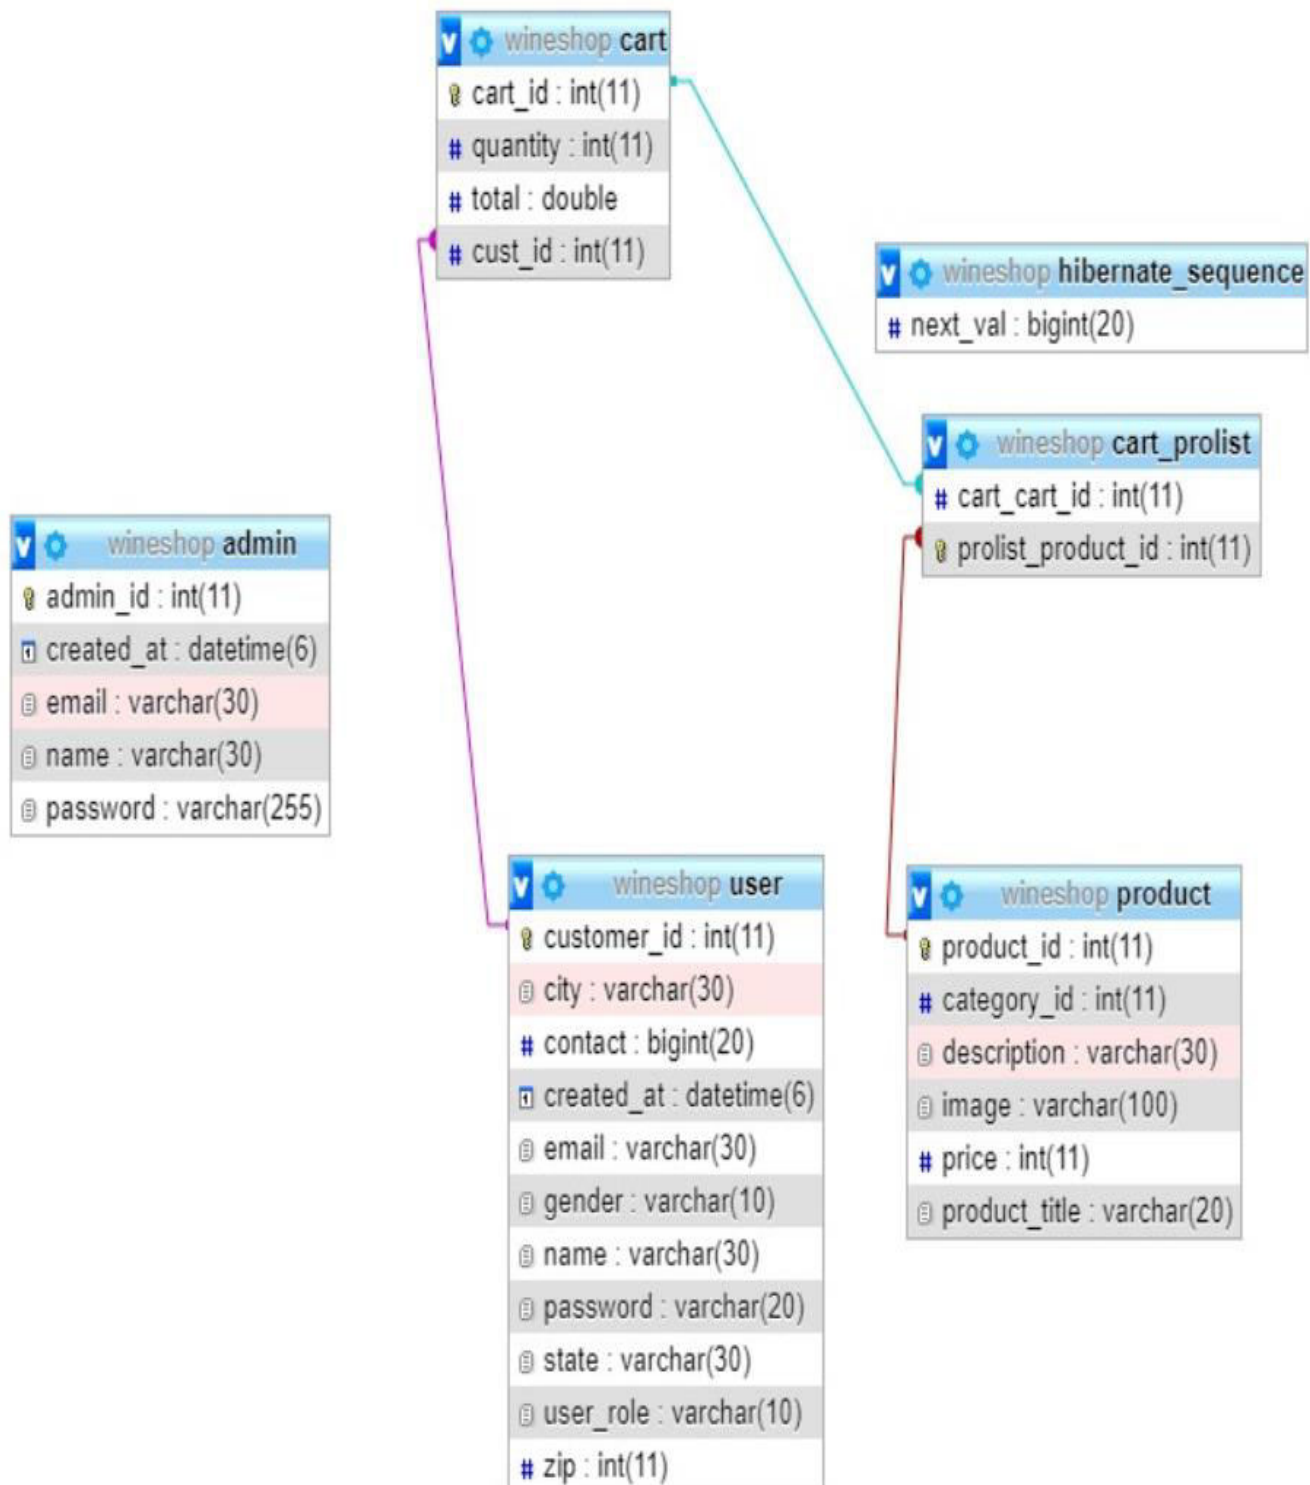 wineshop cart
cart_id : int(11)
quantity : int(11)
total : double
cust_id : int(11)
wineshop hibernate_sequence
next_val : bigint(20)
wineshop cart_prolist
cart_cart_id : int(11)
prolist_product_id : int(11)
wineshop admin
admin_id : int(11)
created_at : datetime(6)
email : varchar(30)
name : varchar(30)
password : varchar(255)
wineshop user
customer_id : int(11)
city : varchar(30)
contact : bigint(20)
created_at : datetime(6)
email : varchar(30)
gender : varchar(10)
name : varchar(30)
password : varchar(20)
state : varchar(30)
user_role : varchar(10)
zip : int(11)
wineshop product
product_id : int(11)
category_id : int(11)
description : varchar(30)
image : varchar(100)
price : int(11)
product_title : varchar(20)